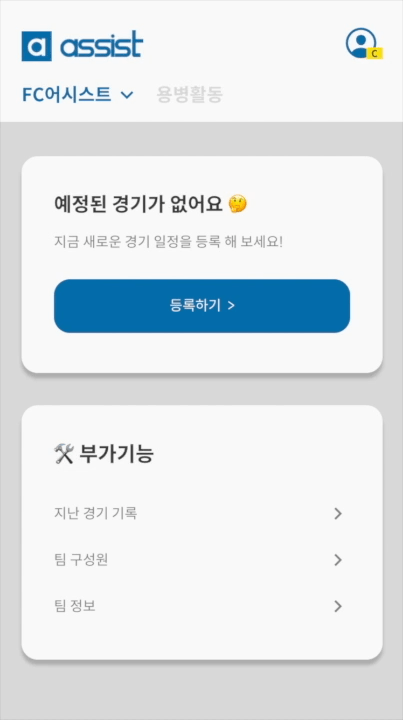 a assist
C
FC어시스트 용병활동
예정된 경기가 없어요 🤔
지금 새로운 경기 일정을 등록 해 보세요!
등록하기 >
🛠 부가기능
지난 경기 기록
팀 구성원
팀 정보